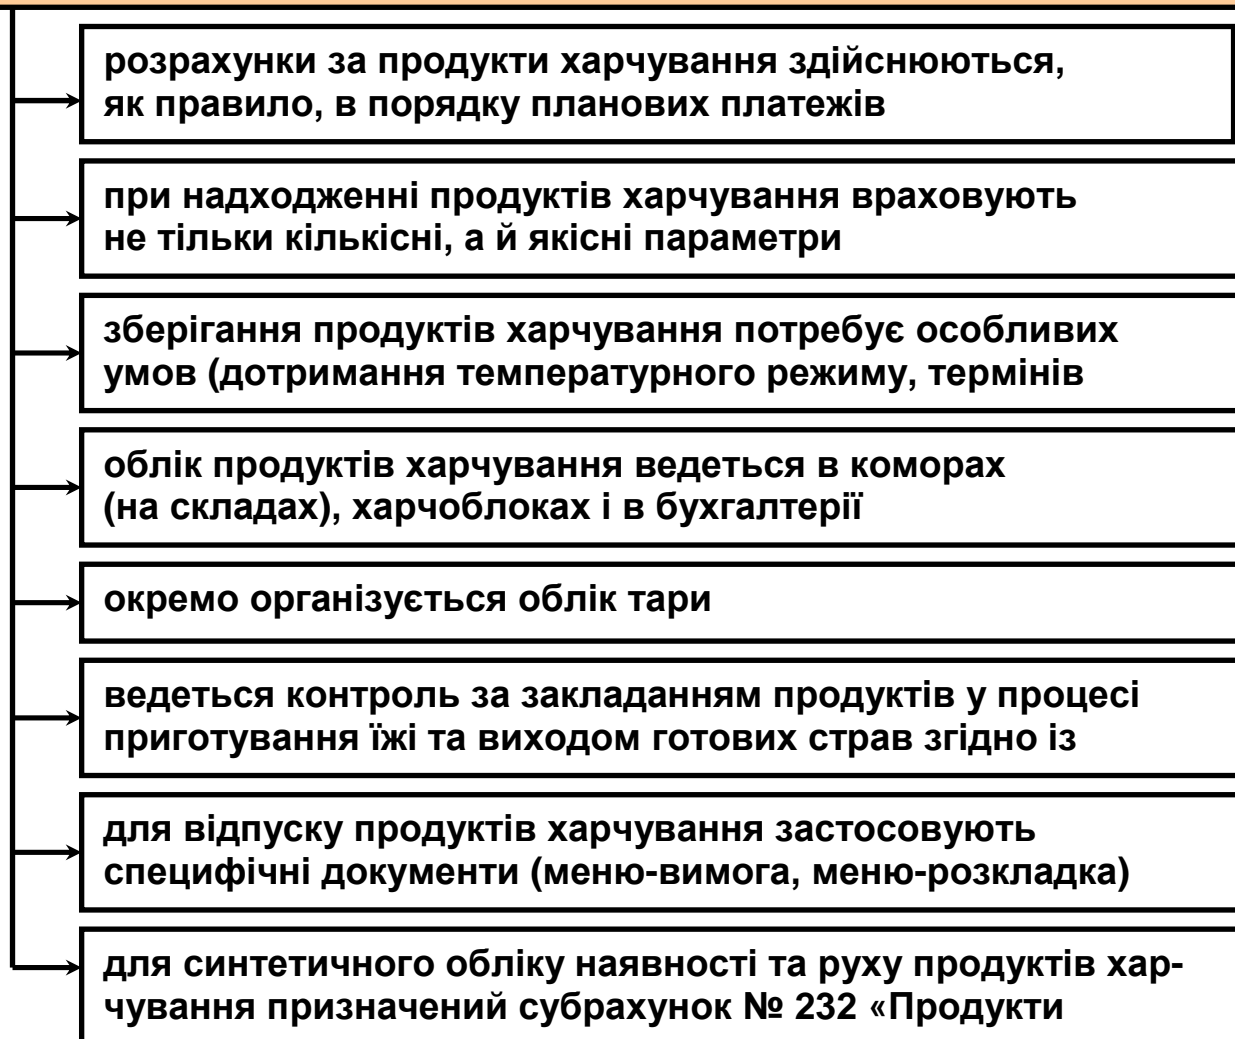 розрахунки за продукти харчування здійснюються,
як правило, в порядку планових платежів
при надходженні продуктів харчування враховують
не тільки кількісні, а й якісні параметри
зберігання продуктів харчування потребує особливих
умов (дотримання температурного режиму, термінів
облік продуктів харчування ведеться в коморах
(на складах), харчоблоках і в бухгалтерії
окремо організується облік тари
ведеться контроль за закладанням продуктів у процесі
приготування їжі та виходом готових страв згідно із
для відпуску продуктів харчування застосовують
специфічні документи (меню-вимога, меню-розкладка)
для синтетичного обліку наявності та руху продуктів хар-
чування призначений субрахунок № 232 «Продукти